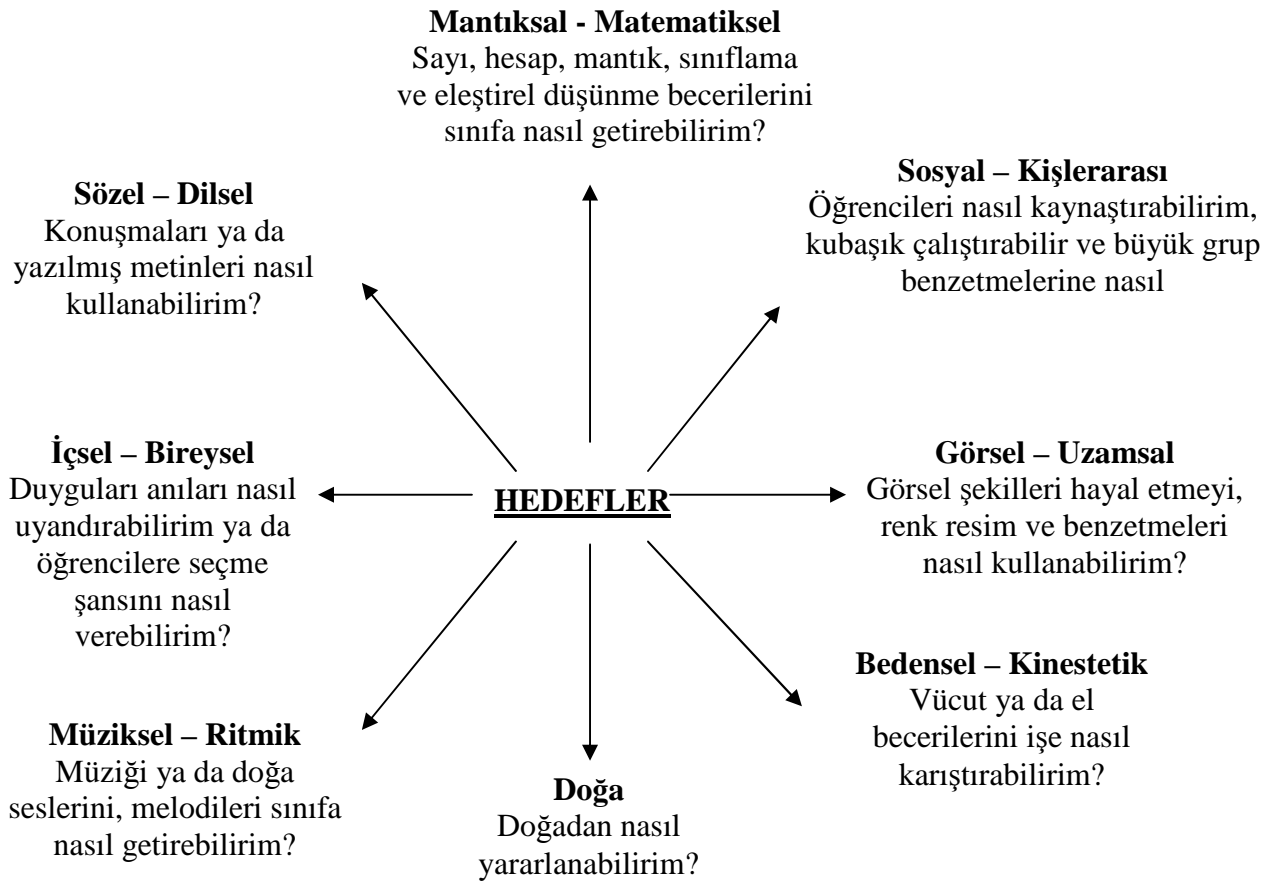 Mantıksal - Matematiksel
Sayı, hesap, mantık, sınıflama
ve eleştirel düşünme becerilerini
sınıfa nasıl getirebilirim?
Sosyal – Kişlerarası
Öğrencileri nasıl kaynaştırabilirim,
kubaşık çalıştırabilir ve büyük grup
benzetmelerine nasıl
Sözel – Dilsel
Konuşmaları ya da
yazılmış metinleri nasıl
kullanabilirim?
İçsel – Bireysel
Duyguları anıları nasıl
uyandırabilirim ya da
öğrencilere seçme
şansını nasıl
verebilirim?
HEDEFLER
Görsel – Uzamsal
Görsel şekilleri hayal etmeyi,
renk resim ve benzetmeleri
nasıl kullanabilirim?
Bedensel – Kinestetik
Vücut ya da el
becerilerini işe nasıl
karıştırabilirim?
Müziksel – Ritmik
Müziği ya da doğa
seslerini, melodileri sınıfa
nasıl getirebilirim?
Doğa
Doğadan nasıl
yararlanabilirim?